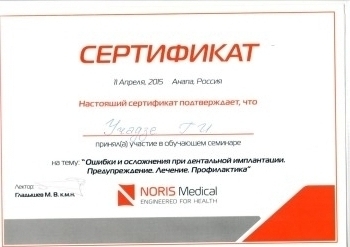 СЕРТИФИКАТ
11 Апреля, 2015 Анапа, Россия
Настоящий сертификат подтверждает, что
Учадзе Г И
принял(а) участие в обучающем семинаре
на тему: "Ошибки и осложнения при дентальной имплантации.
Предупреждение. Лечение. Профилактика"
Лектор:
Гладышев М. В. к.м.н.
NORIS Medical
ENGINEERED FOR HEALTH